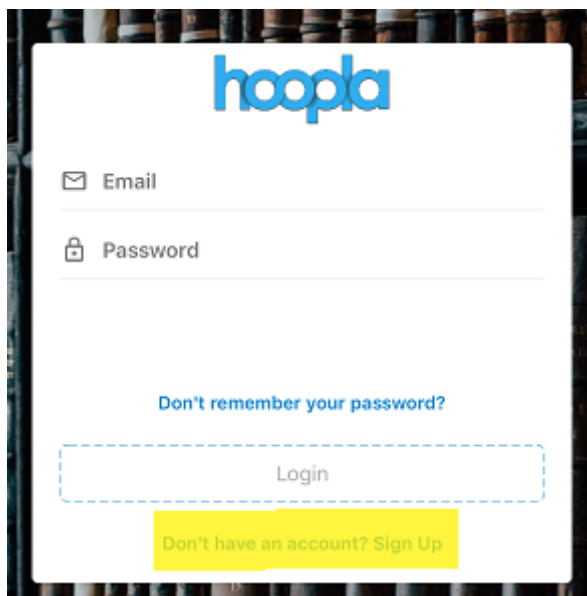 hoopla
Email
Password
Don't remember your password?
Login
Don't have an account? Sign Up